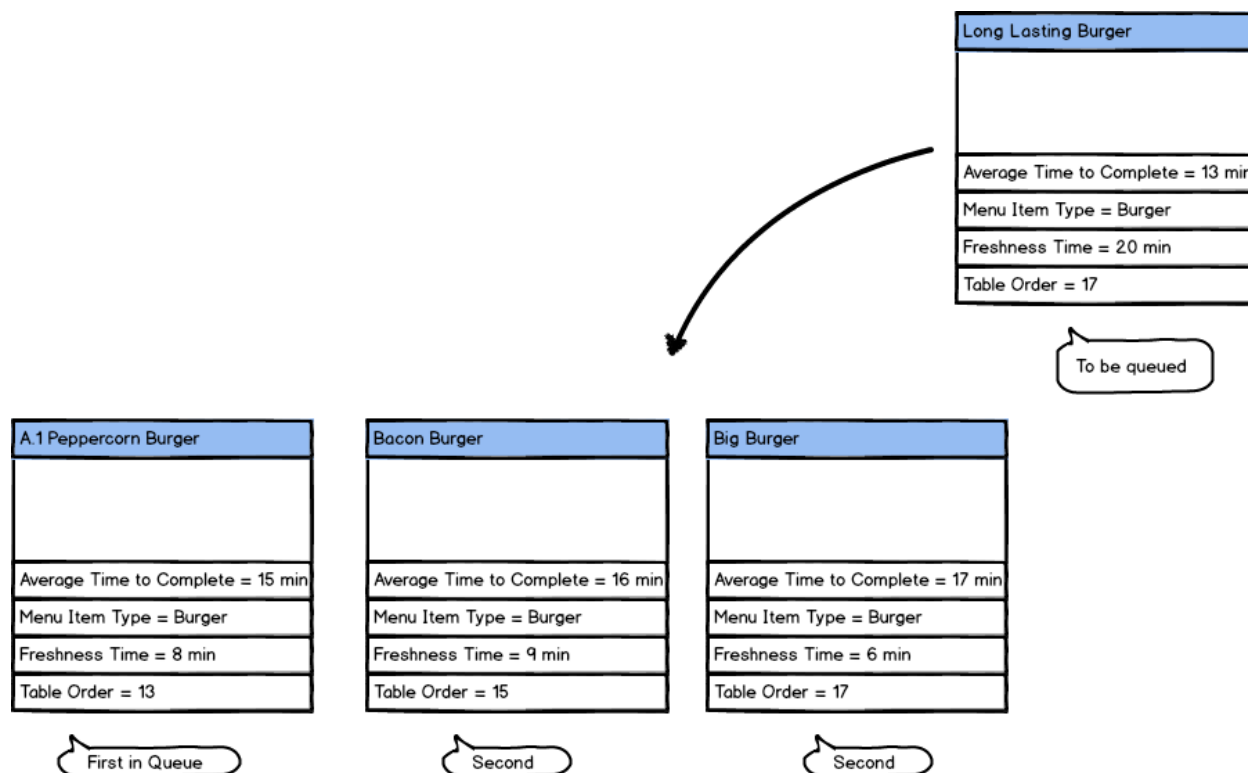 Long Lasting Burger
Average Time to Complete = 13 min
Menu Item Type = Burger
Freshness Time = 20 min
Table Order = 17
To be queued
A.1 Peppercorn Burger
Average Time to Complete = 15 min
Menu Item Type = Burger
Freshness Time = 8 min
Table Order = 13
First in Queue
Bacon Burger
Average Time to Complete = 16 min
Menu Item Type = Burger
Freshness Time = 9 min
Table Order = 15
Second
Big Burger
Average Time to Complete = 17 min
Menu Item Type = Burger
Freshness Time = 6 min
Table Order = 17
Second